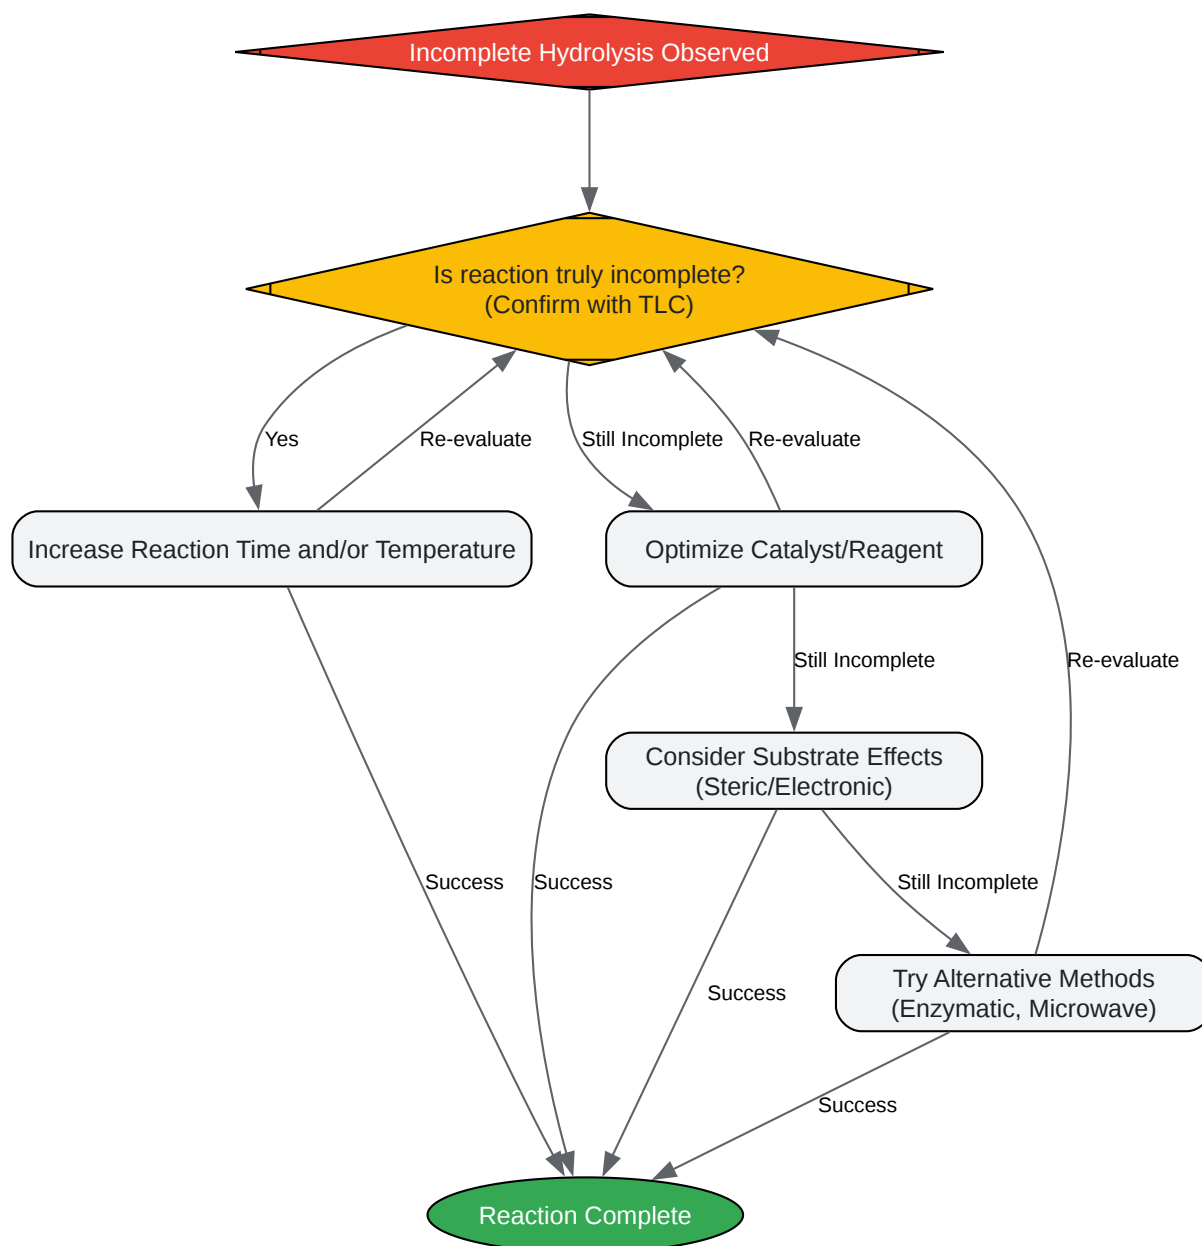 Incomplete Hydrolysis Observed
Is reaction truly incomplete?
(Confirm with TLC)
Yes
Re-evaluate
Still Incomplete
Re-evaluate
Increase Reaction Time and/or Temperature
Optimize Catalyst/Reagent
Still Incomplete
Re-evaluate
Consider Substrate Effects
(Steric/Electronic)
Success
Success
Still Incomplete
Try Alternative Methods
(Enzymatic, Microwave)
Success
Success
Reaction Complete